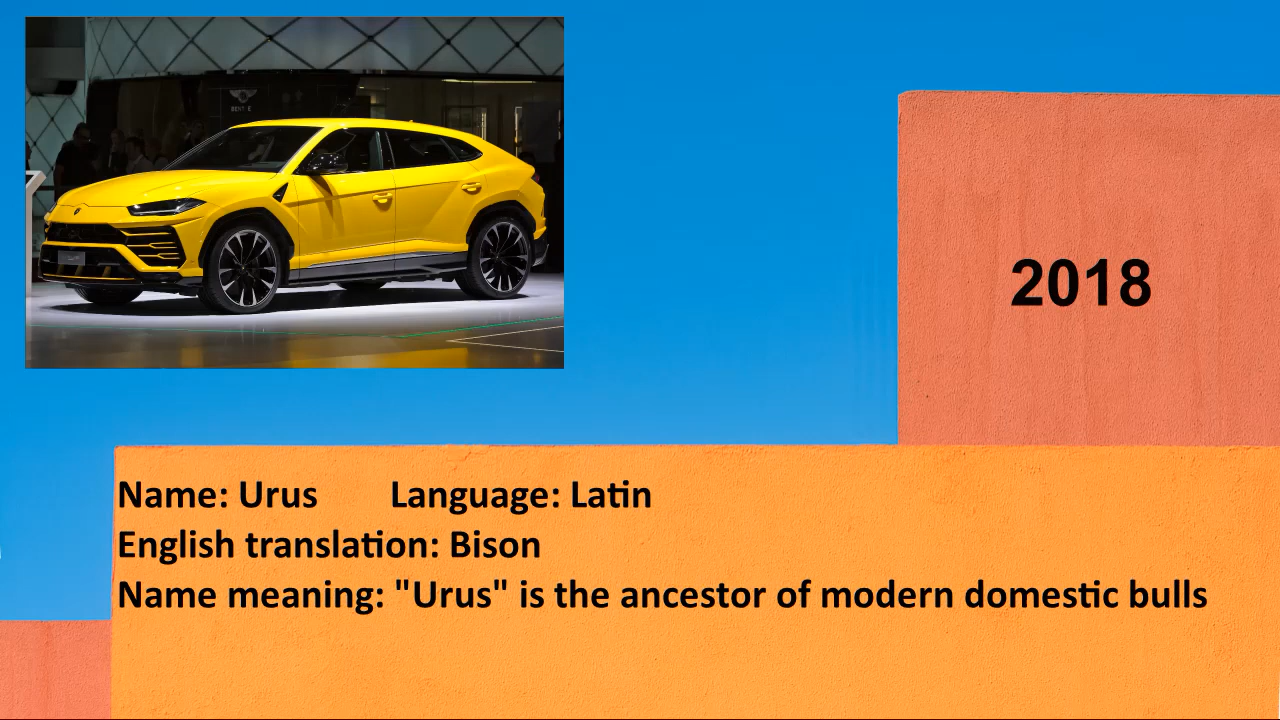 2018
Name: Urus Language: Latin
English translation: Bison
Name meaning: "Urus" is the ancestor of modern domestic bulls